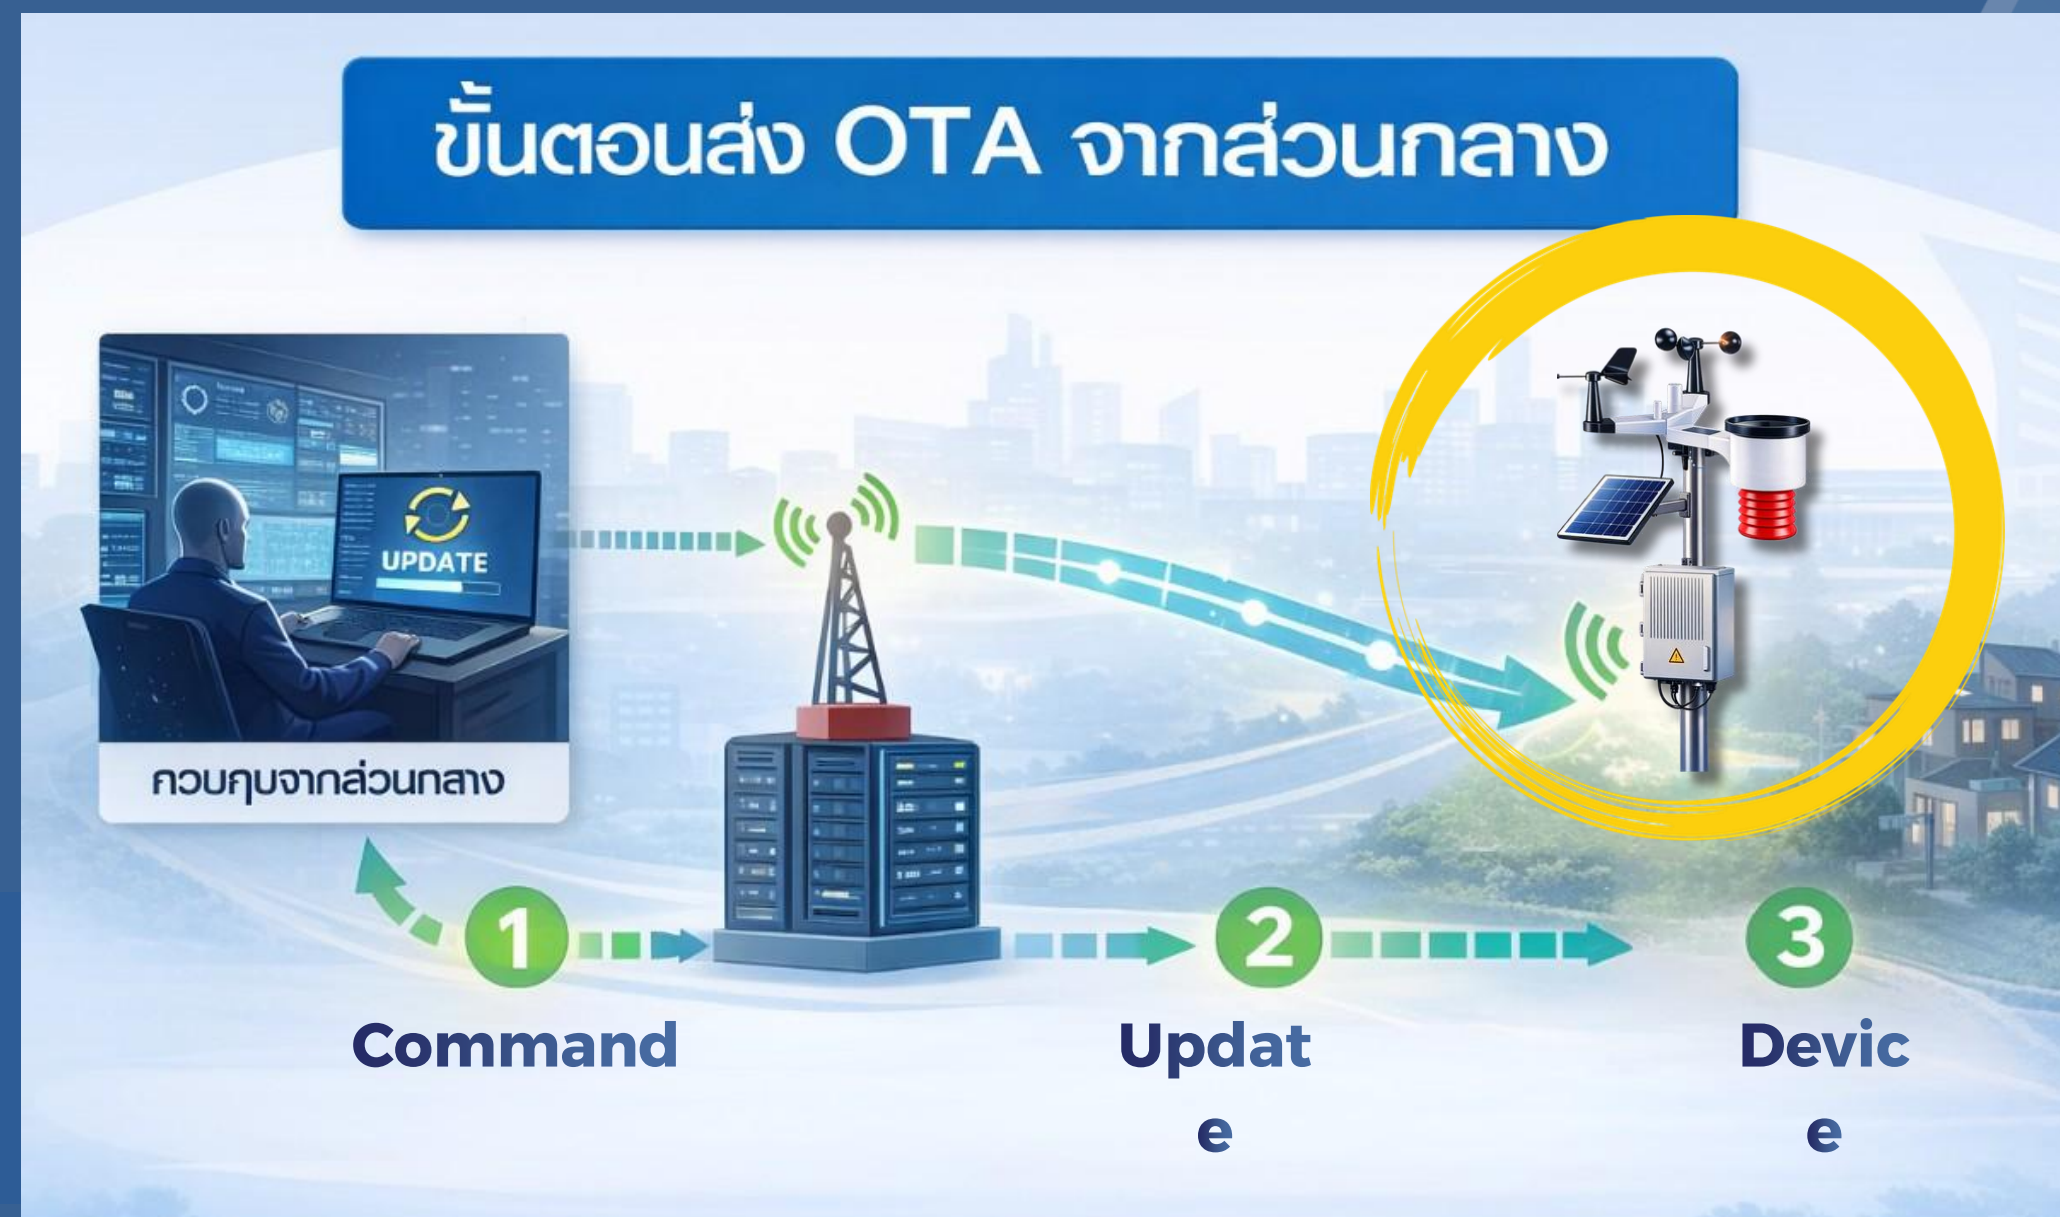 ขั้นตอนส่ง OTA จากส่วนกลาง
UPDATE
ควบคุมจากส่วนกลาง
1
2
3
Command
Updat
e
Devic
e